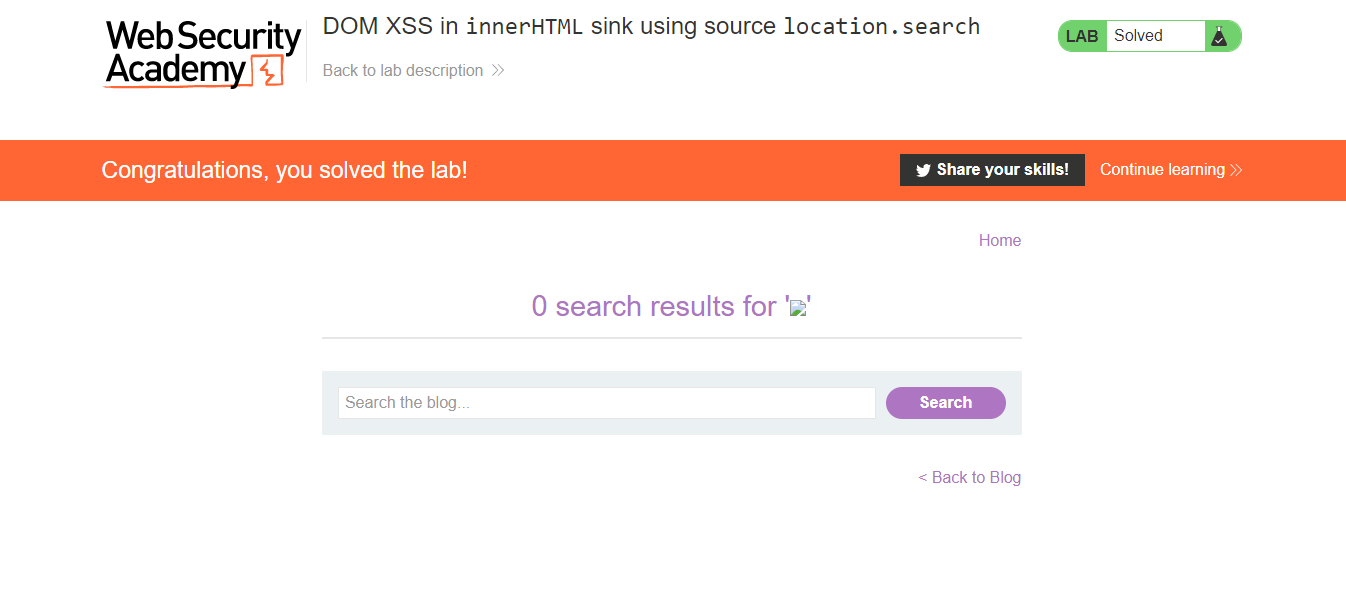 Web Security
Academy
DOM XSS in innerHTML sink using source location.search
Back to lab description
LAB Solved
Congratulations, you solved the lab!
Share your skills!
Continue learning
Home
0 search results for ''
Search the blog...
Search
< Back to Blog